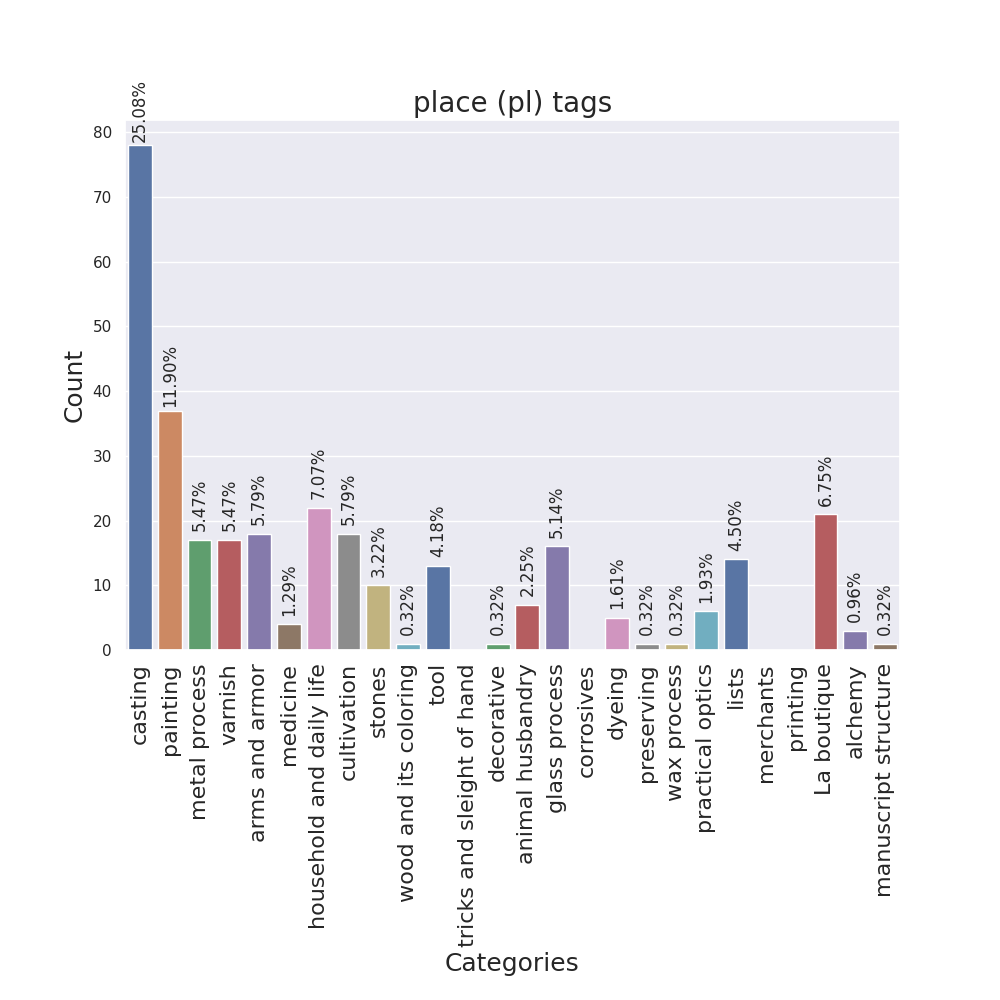 place (pl) tags
Count
80
70
60
50
40
30
20
10
0
25.08%
11.90%
5.47%
5.47%
5.79%
1.29%
7.07%
5.79%
3.22%
0.32%
4.18%
0.32%
2.25%
5.14%
1.61%
0.32%
0.32%
1.93%
4.50%
6.75%
0.96%
0.32%
casting
painting
metal process
varnish
arms and armor
medicine
household and daily life
cultivation
stones
wood and its coloring
tool
tricks and sleight of hand
decorative
animal husbandry
glass process
corrosives
dyeing
preserving
wax process
practical optics
lists
merchants
printing
La boutique
alchemy
manuscript structure
Categories